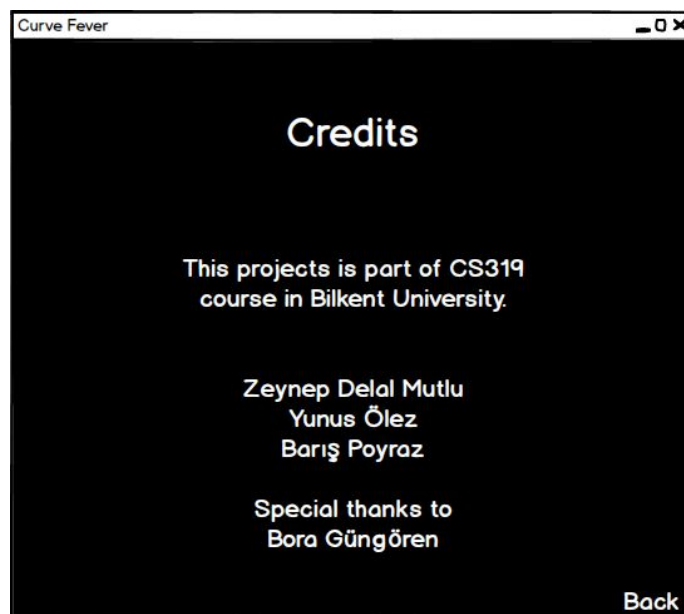 Curve Fever
Credits
This projects is part of CS319
course in Bilkent University.
Zeynep Delal Mutlu
Yunus Ölez
Barış Poyraz
Special thanks to
Bora Güngören
Back